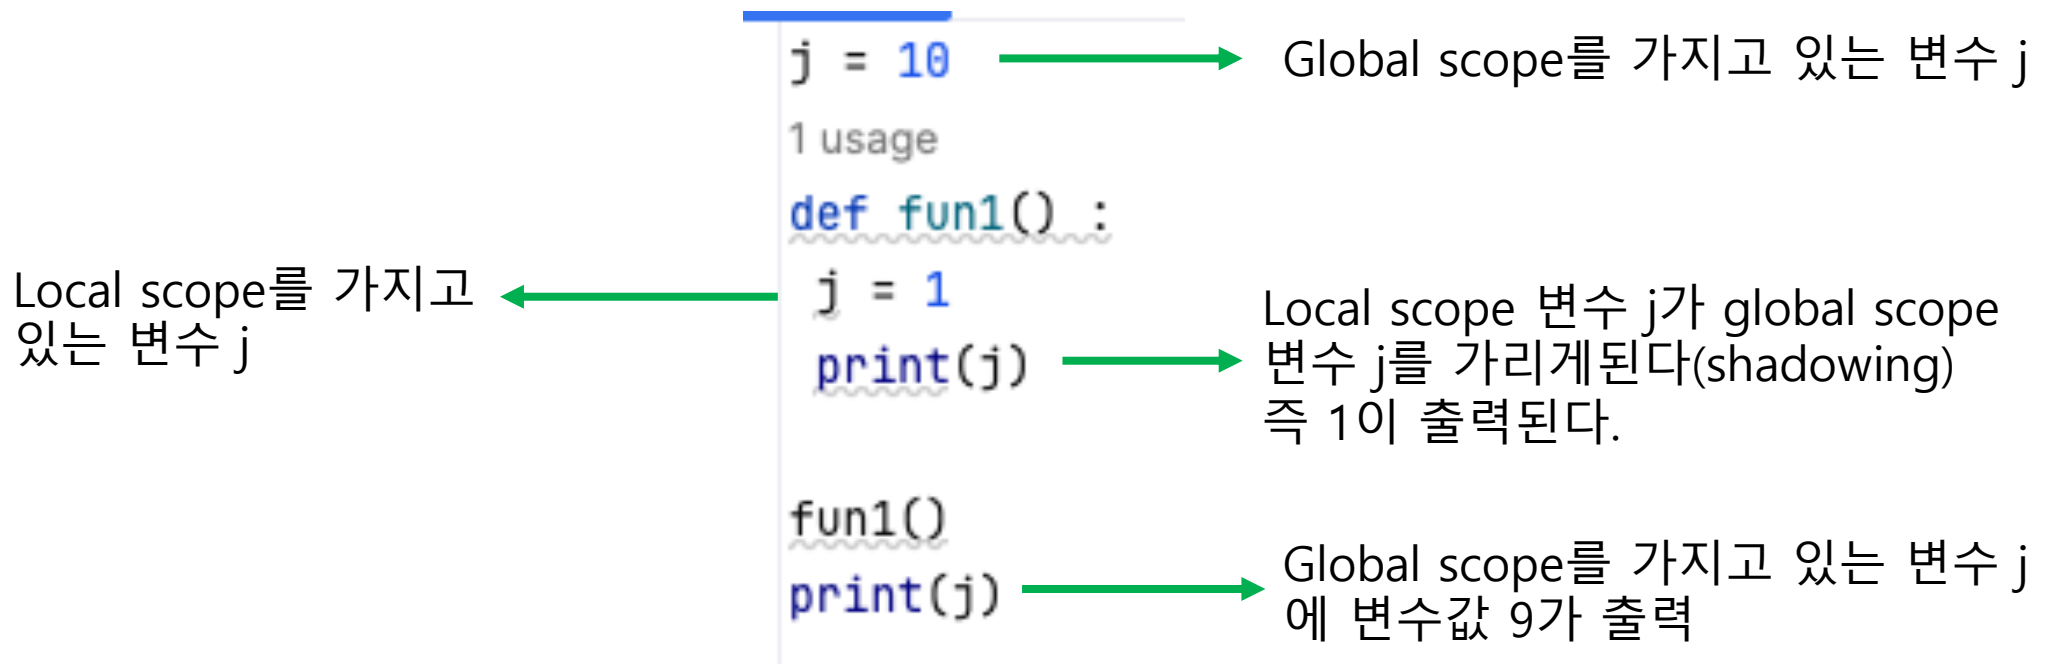 j = 10
Global scope를 가지고 있는 변수 j
1 usage
def fun1() :
Local scope를 가지고
있는 변수 j
j = 1
print(j)
Local scope 변수 j가 global scope
변수 j를 가리게된다(shadowing)
즉 1이 출력된다.
fun1()
print(j)
Global scope를 가지고 있는 변수 j
에 변수값 9가 출력